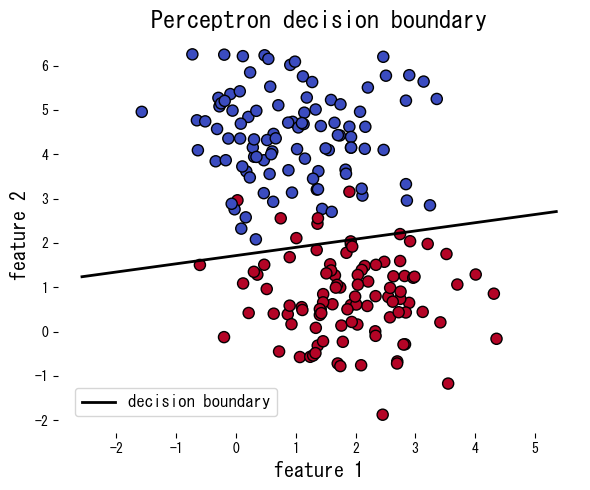 Perceptron decision boundary
feature 2
6
5
4
3
2
1
0
-1
-2
decision boundary
-2 -1 0 1 2 3 4 5
feature 1